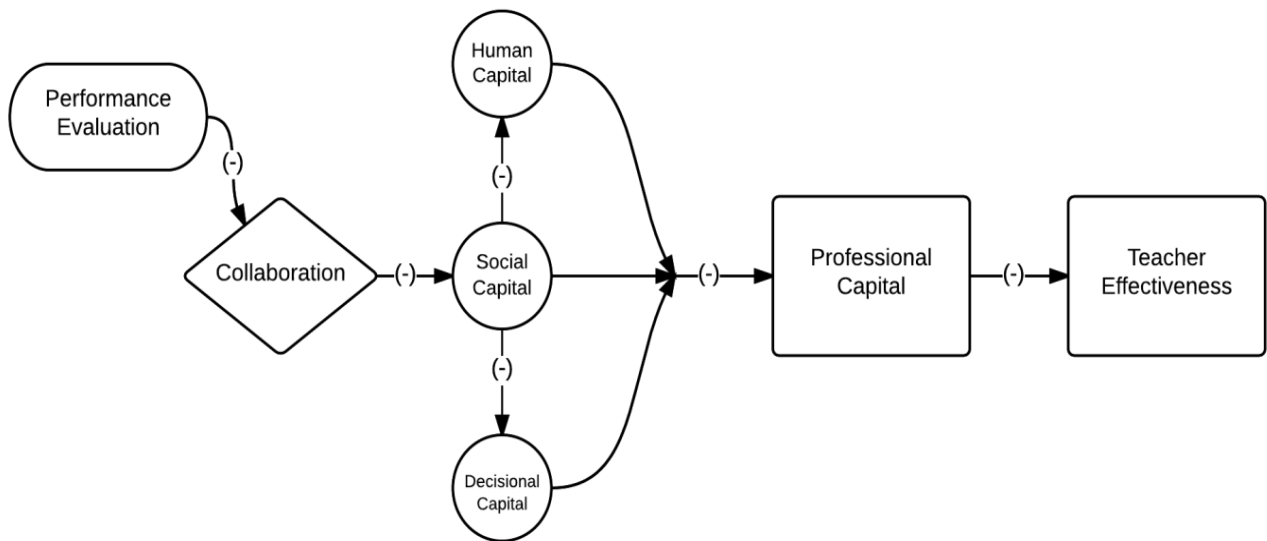 Performance
Evaluation
(-)
Collaboration
(-)
Human
Capital
(-)
Social
Capital
(-)
Decisional
Capital
(-)
Professional
Capital
(-)
Teacher
Effectiveness